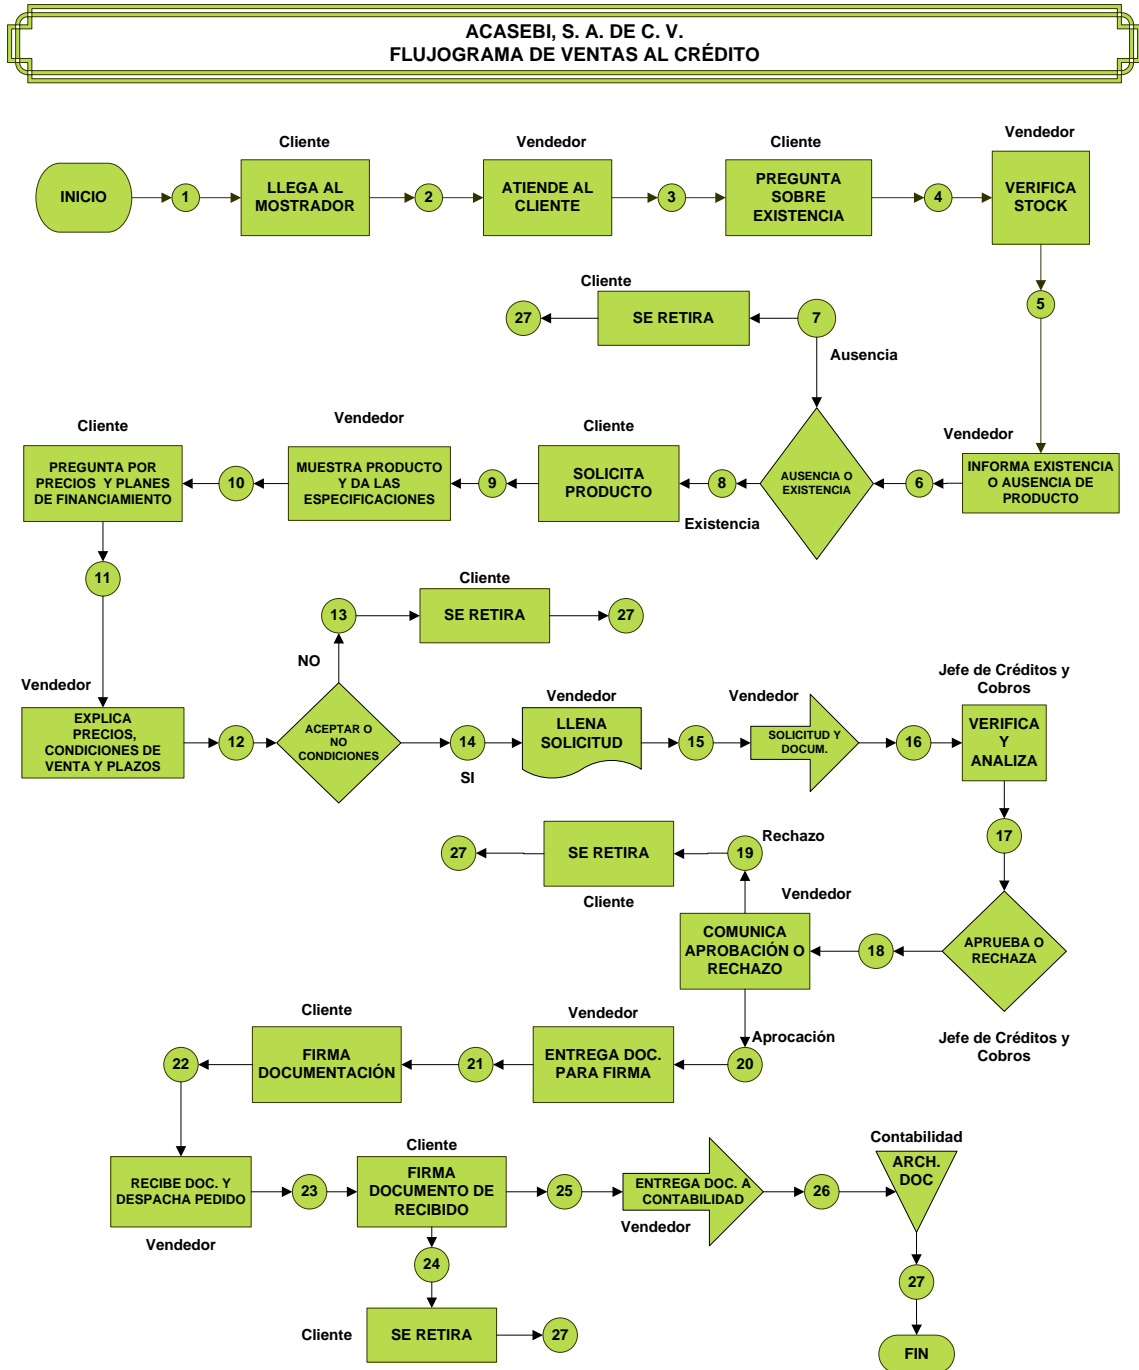 ACASEBI, S. A. DE C. V.
FLUJOGRAMA DE VENTAS AL CRÉDITO
Cliente
Vendedor
Cliente
Vendedor
INICIO
1
LLEGA AL
MOSTRADOR
2
ATIENDE AL
CLIENTE
3
PREGUNTA
SOBRE
EXISTENCIA
4
VERIFICA
STOCK
5
Cliente
27
SE RETIRA
7
Ausencia
Cliente
Vendedor
Cliente
Vendedor
PREGUNTA POR
PRECIOS Y PLANES
DE FINANCIAMIENTO
10
MUESTRA PRODUCTO
Y DA LAS
ESPECIFICACIONES
9
SOLICITA
PRODUCTO
8
Existencia
AUSENCIA O
EXISTENCIA
6
INFORMA EXISTENCIA
O AUSENCIA DE
PRODUCTO
11
Cliente
13
SE RETIRA
27
NO
Vendedor
EXPLICA
PRECIOS,
CONDICIONES DE
VENTA Y PLAZOS
12
ACEPTAR O
NO
CONDICIONES
14
SI
Vendedor
LLENA
SOLICITUD
15
Vendedor
SOLICITUD Y
DOCUM.
16
Jefe de Créditos y
Cobros
VERIFICA
Y
ANALIZA
17
27
SE RETIRA
19
Rechazo
Cliente
Vendedor
COMUNICA
APROBACIÓN O
RECHAZO
18
APRUEBA O
RECHAZA
Jefe de Créditos y
Cobros
Aprocación
Cliente
Vendedor
22
FIRMA
DOCUMENTACIÓN
21
ENTREGA DOC.
PARA FIRMA
20
RECIBE DOC. Y
DESPACHA PEDIDO
Vendedor
23
Cliente
FIRMA
DOCUMENTO DE
RECIBIDO
25
ENTREGA DOC. A
CONTABILIDAD
Vendedor
26
Contabilidad
ARCH.
DOC
24
27
Cliente
SE RETIRA
27
FIN